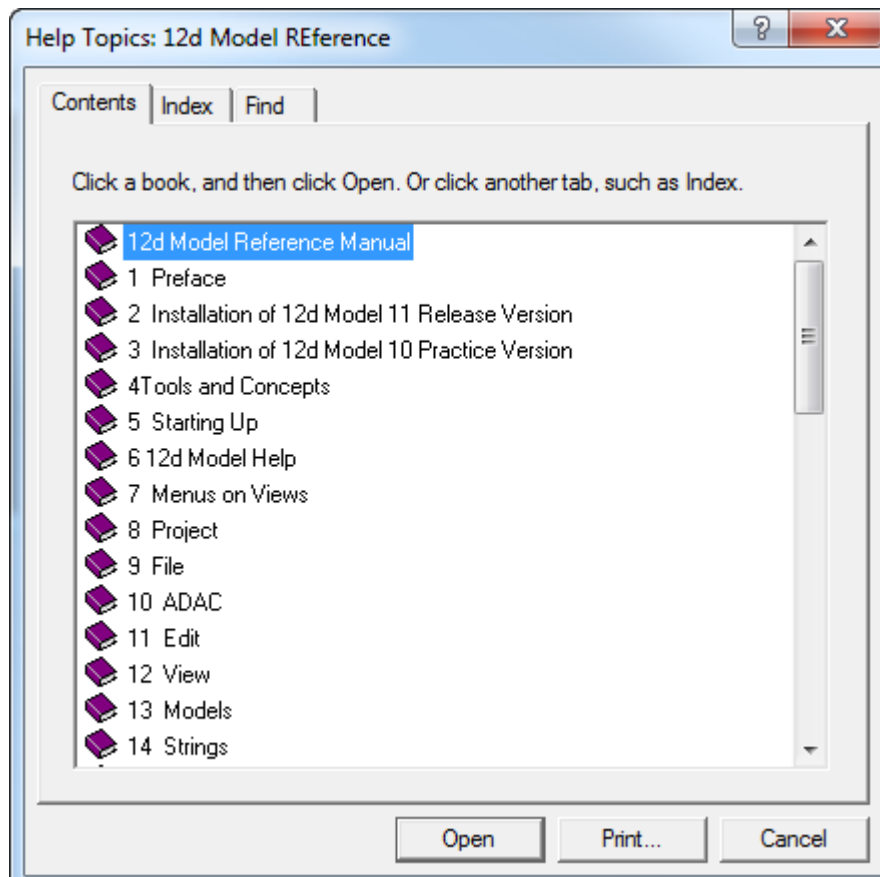 Help Topics: 12d Model REference
Contents
Index
Find
Click a book, and then click Open. Or click another tab, such as Index.
12d Model Reference Manual
1 Preface
2 Installation of 12d Model 11 Release Version
3 Installation of 12d Model 10 Practice Version
4Tools and Concepts
5 Starting Up
6 12d Model Help
7 Menus on Views
8 Project
9 File
10 ADAC
11 Edit
12 View
13 Models
14 Strings
Open
Print...
Cancel